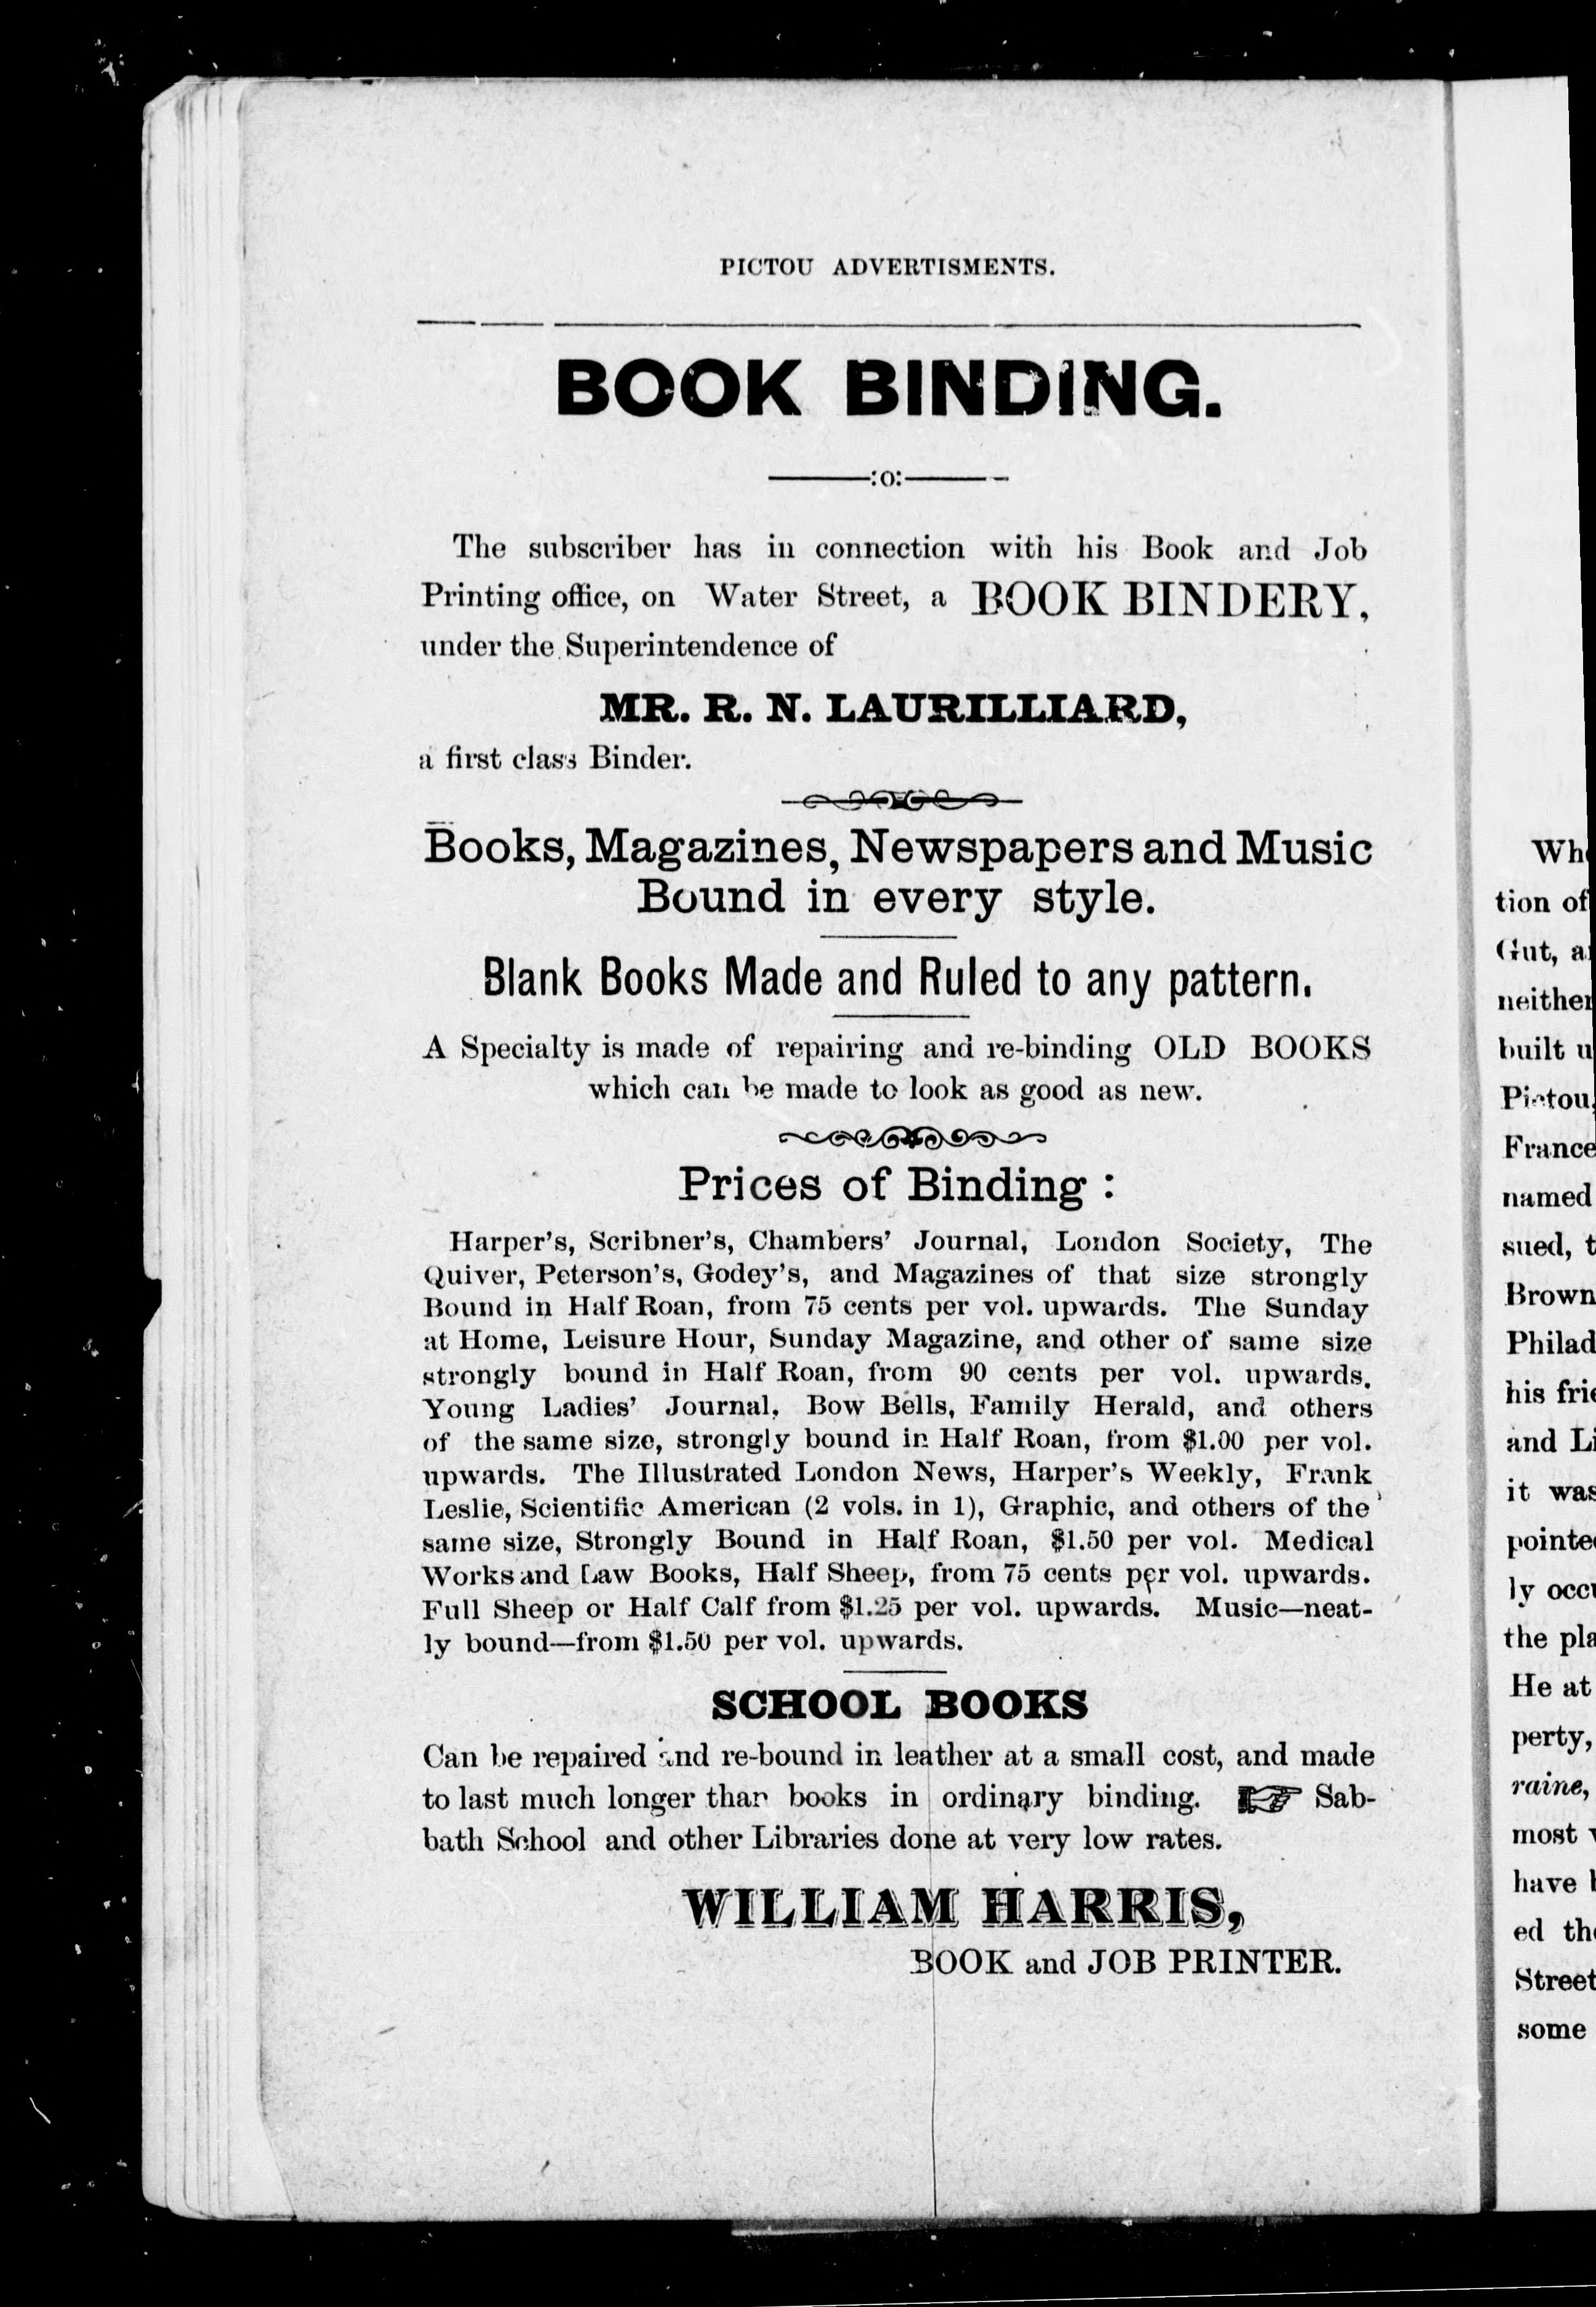 PICTOU ADVERTISMENTS.
BOOK BINDING.
:o:
The subscriber has in connection with his Book and Job
Printing office, on Water Street, a BOOK BINDERY,
under the Superintendence of
MR. R. N. LAURILLIARD,
a first class Binder.
Books, Magazines, Newspapers and Music
Bound in every style.
Blank Books Made and Ruled to any pattern.
A Specialty is made of repairing and re-binding OLD BOOKS
which can be made to look as good as new.
Prices of Binding :
Harper's, Scribner's, Chambers' Journal, London Society, The
Quiver, Peterson's, Godey's, and Magazines of that size strongly
Bound in Half Roan, from 75 cents per vol. upwards. The Sunday
at Home, Leisure Hour, Sunday Magazine, and other of same size
strongly bound in Half Roan, from 90 cents per vol. upwards.
Young Ladies' Journal, Bow Bells, Family Herald, and others
of the same size, strongly bound in Half Roan, from $1.00 per vol.
upwards. The Illustrated London News, Harper's Weekly, Frank
Leslie, Scientific American (2 vols. in 1), Graphic, and others of the
same size, Strongly Bound in Half Roan, $1.50 per vol. Medical
Works and Law Books, Half Sheep, from 75 cents per vol. upwards.
Full Sheep or Half Calf from $1.25 per vol. upwards. Music—neat-
ly bound—from $1.50 per vol. upwards.
SCHOOL BOOKS
Can be repaired and re-bound in leather at a small cost, and made
to last much longer than books in ordinary binding. ☞ Sab-
bath School and other Libraries done at very low rates.
WILLIAM HARRIS,
BOOK and JOB PRINTER.
tion of
Gut,
neither
built
Pictou,
France
named
sued,
Brown
Philad
his
and
it was
pointe
ly
the
He at
perty,
raine,
most
have
ed
Street
some